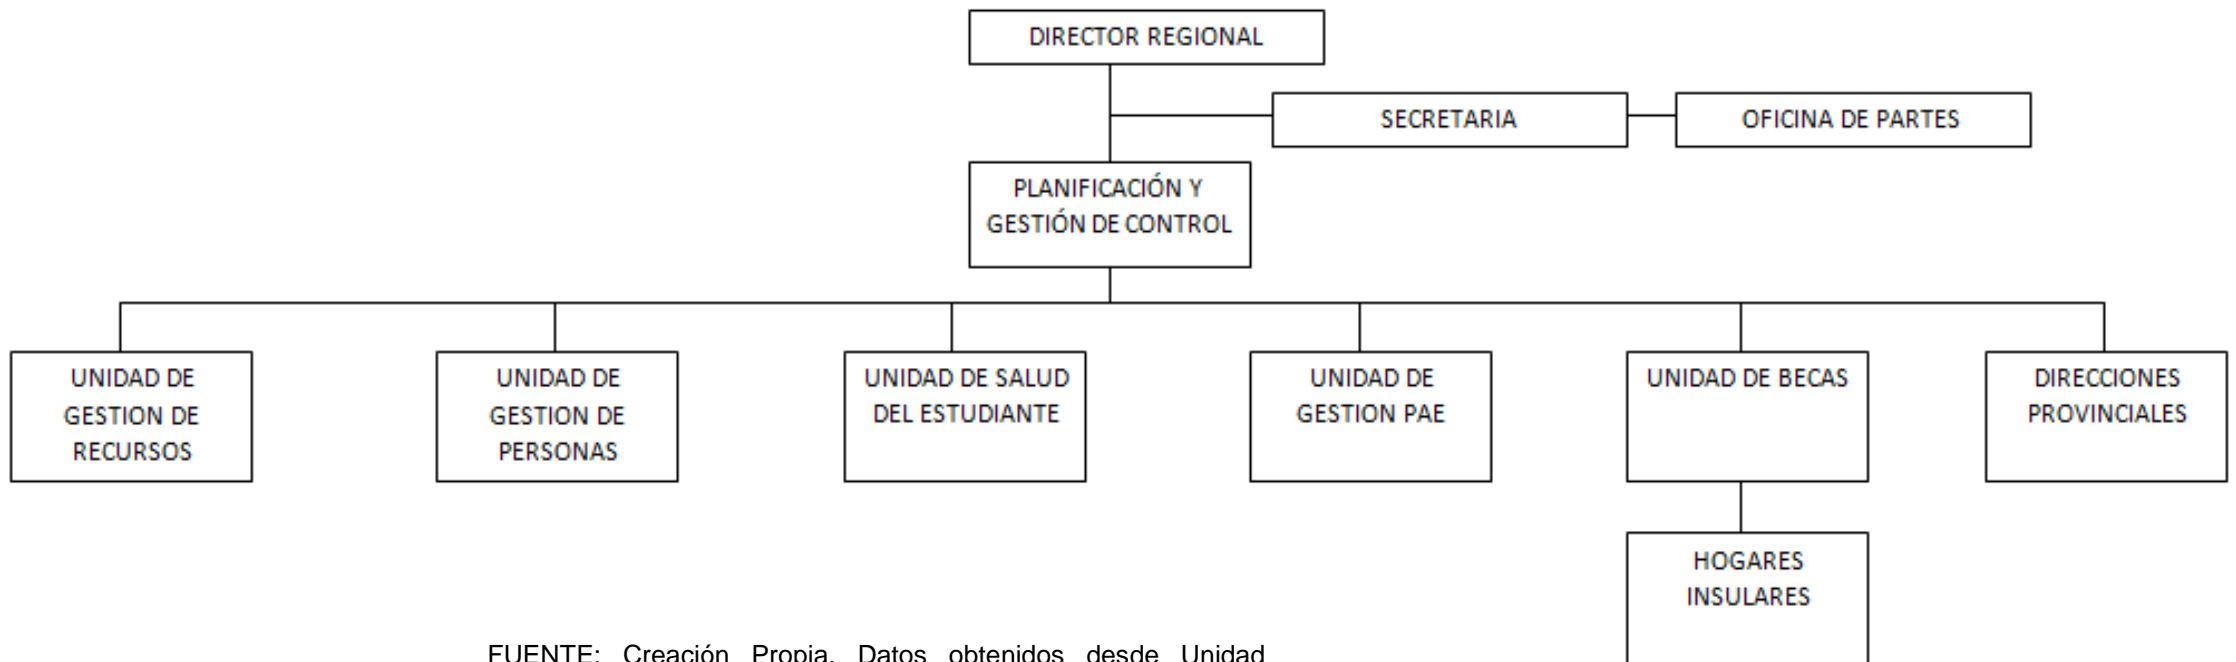 DIRECTOR REGIONAL
SECRETARIA
OFICINA DE PARTES
PLANIFICACIÓN Y
GESTIÓN DE CONTROL
UNIDAD DE
GESTION DE
RECURSOS
UNIDAD DE
GESTION DE
PERSONAS
UNIDAD DE SALUD
DEL ESTUDIANTE
UNIDAD DE
GESTION PAE
UNIDAD DE BECAS
DIRECCIONES
PROVINCIALES
HOGARES
INSULARES
FUENTE: Creación Propia. Datos obtenidos desde Unidad